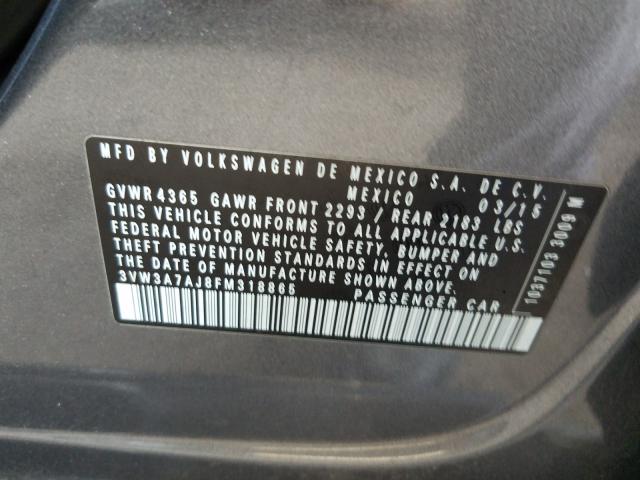 MFD BY VOLKSWAGEN DE MEXICO S.A. DE C.V.
MEXICO 03/15
GVWR 4365 GAWR FRONT 2293 / REAR 2183 LBS
THIS VEHICLE CONFORMS TO ALL APPLICABLE U.S.
FEDERAL MOTOR VEHICLE SAFETY, BUMPER AND
THEFT PREVENTION STANDARDS IN EFFECT ON
THE DATE OF MANUFACTURE SHOWN ABOVE.
3VW3A7AJ8FM318865 PASSENGER CAR
1037103 3009 M